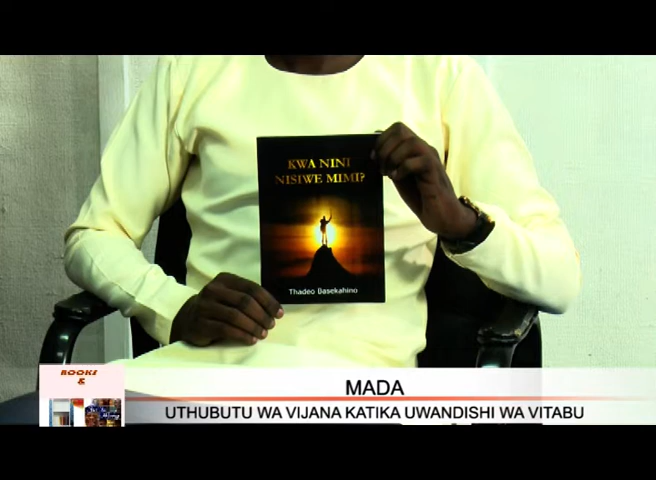 KWA NINI
NISIWE MIMI?
Thadeo Basekahino
BOOKS
&
MADA
UTHUBUTU WA VIJANA KATIKA UWANDISHI WA VITABU